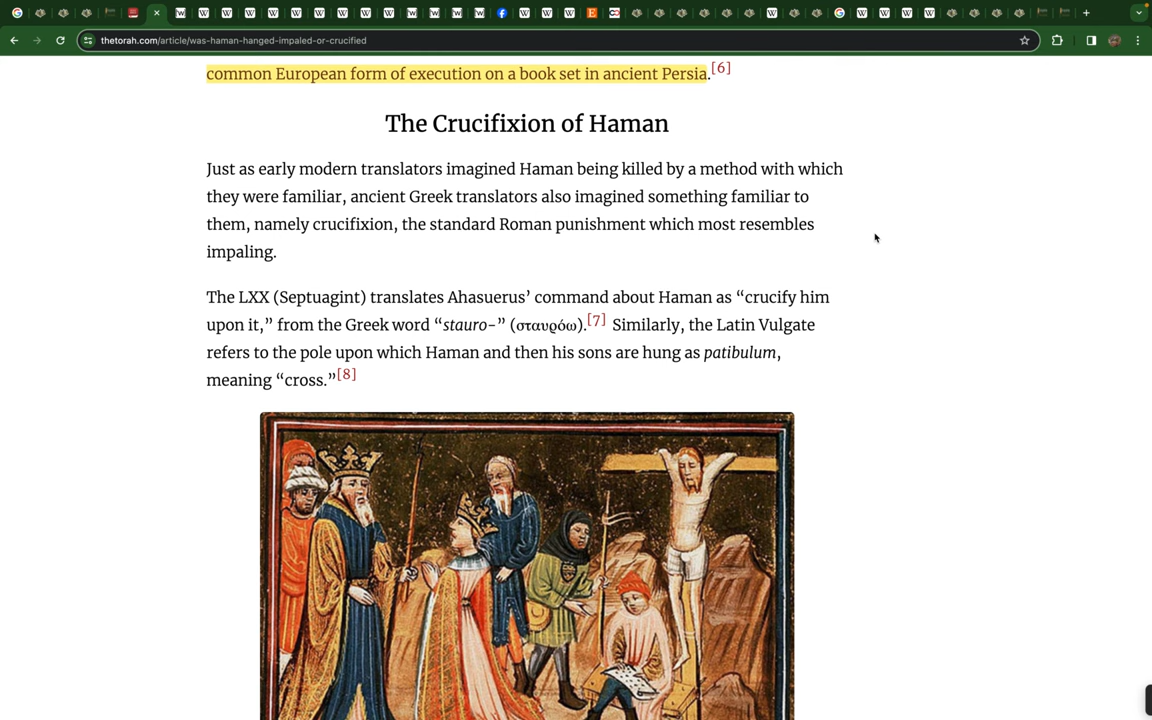 thetorah.com/article/was-haman-hanged-impaled-or-crucified
common European form of execution on a book set in ancient Persia.[6]
The Crucifixion of Haman
Just as early modern translators imagined Haman being killed by a method with which
they were familiar, ancient Greek translators also imagined something familiar to
them, namely crucifixion, the standard Roman punishment which most resembles
impaling.
The LXX (Septuagint) translates Ahasuerus’ command about Haman as “crucify him
upon it,” from the Greek word “stauro-” (σταυρόω).[7] Similarly, the Latin Vulgate
refers to the pole upon which Haman and then his sons are hung as patibulum,
meaning “cross.”[8]